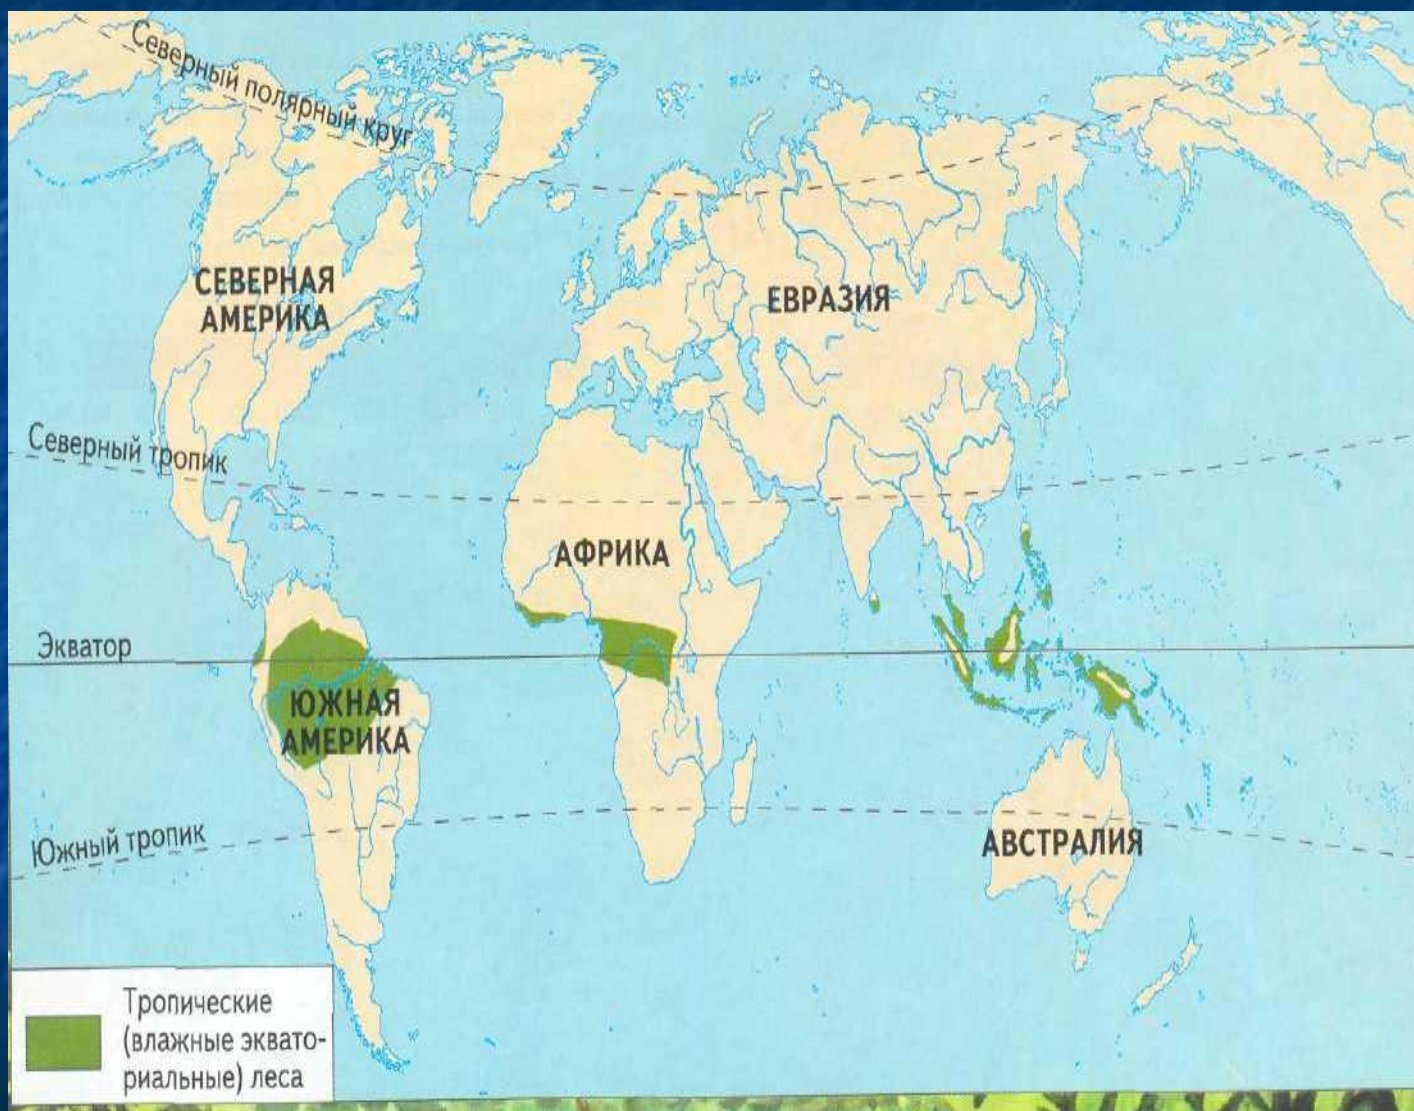 Северный полярный круг
СЕВЕРНАЯ
АМЕРИКА
ЕВРАЗИЯ
Северный тропик
АФРИКА
Экватор
ЮЖНАЯ
АМЕРИКА
Южный тропик
АВСТРАЛИЯ
Тропические
(влажные эквато-
риальные) леса